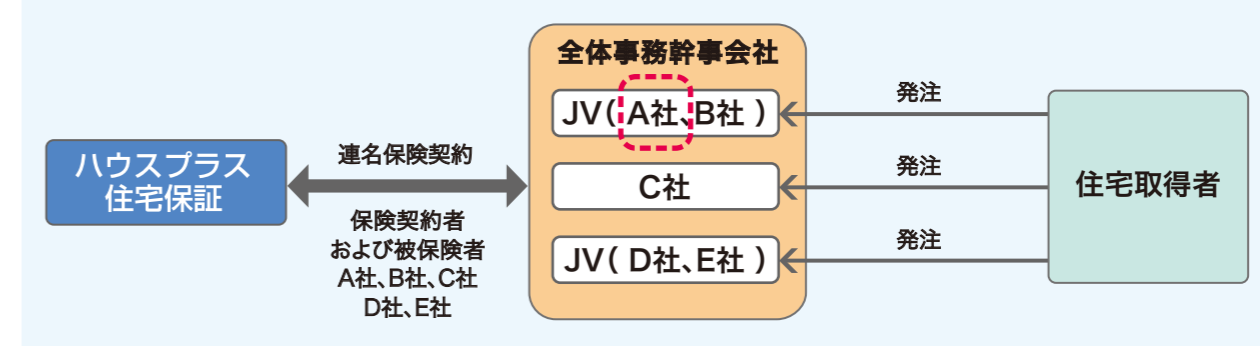 ハウスプラス
住宅保証
連名保険契約
保険契約者
および被保険者
A社、B社、C社
D社、E社
全体事務幹事会社
JV( A社、B社 )
C社
JV( D社、E社 )
発注
発注
発注
住宅取得者